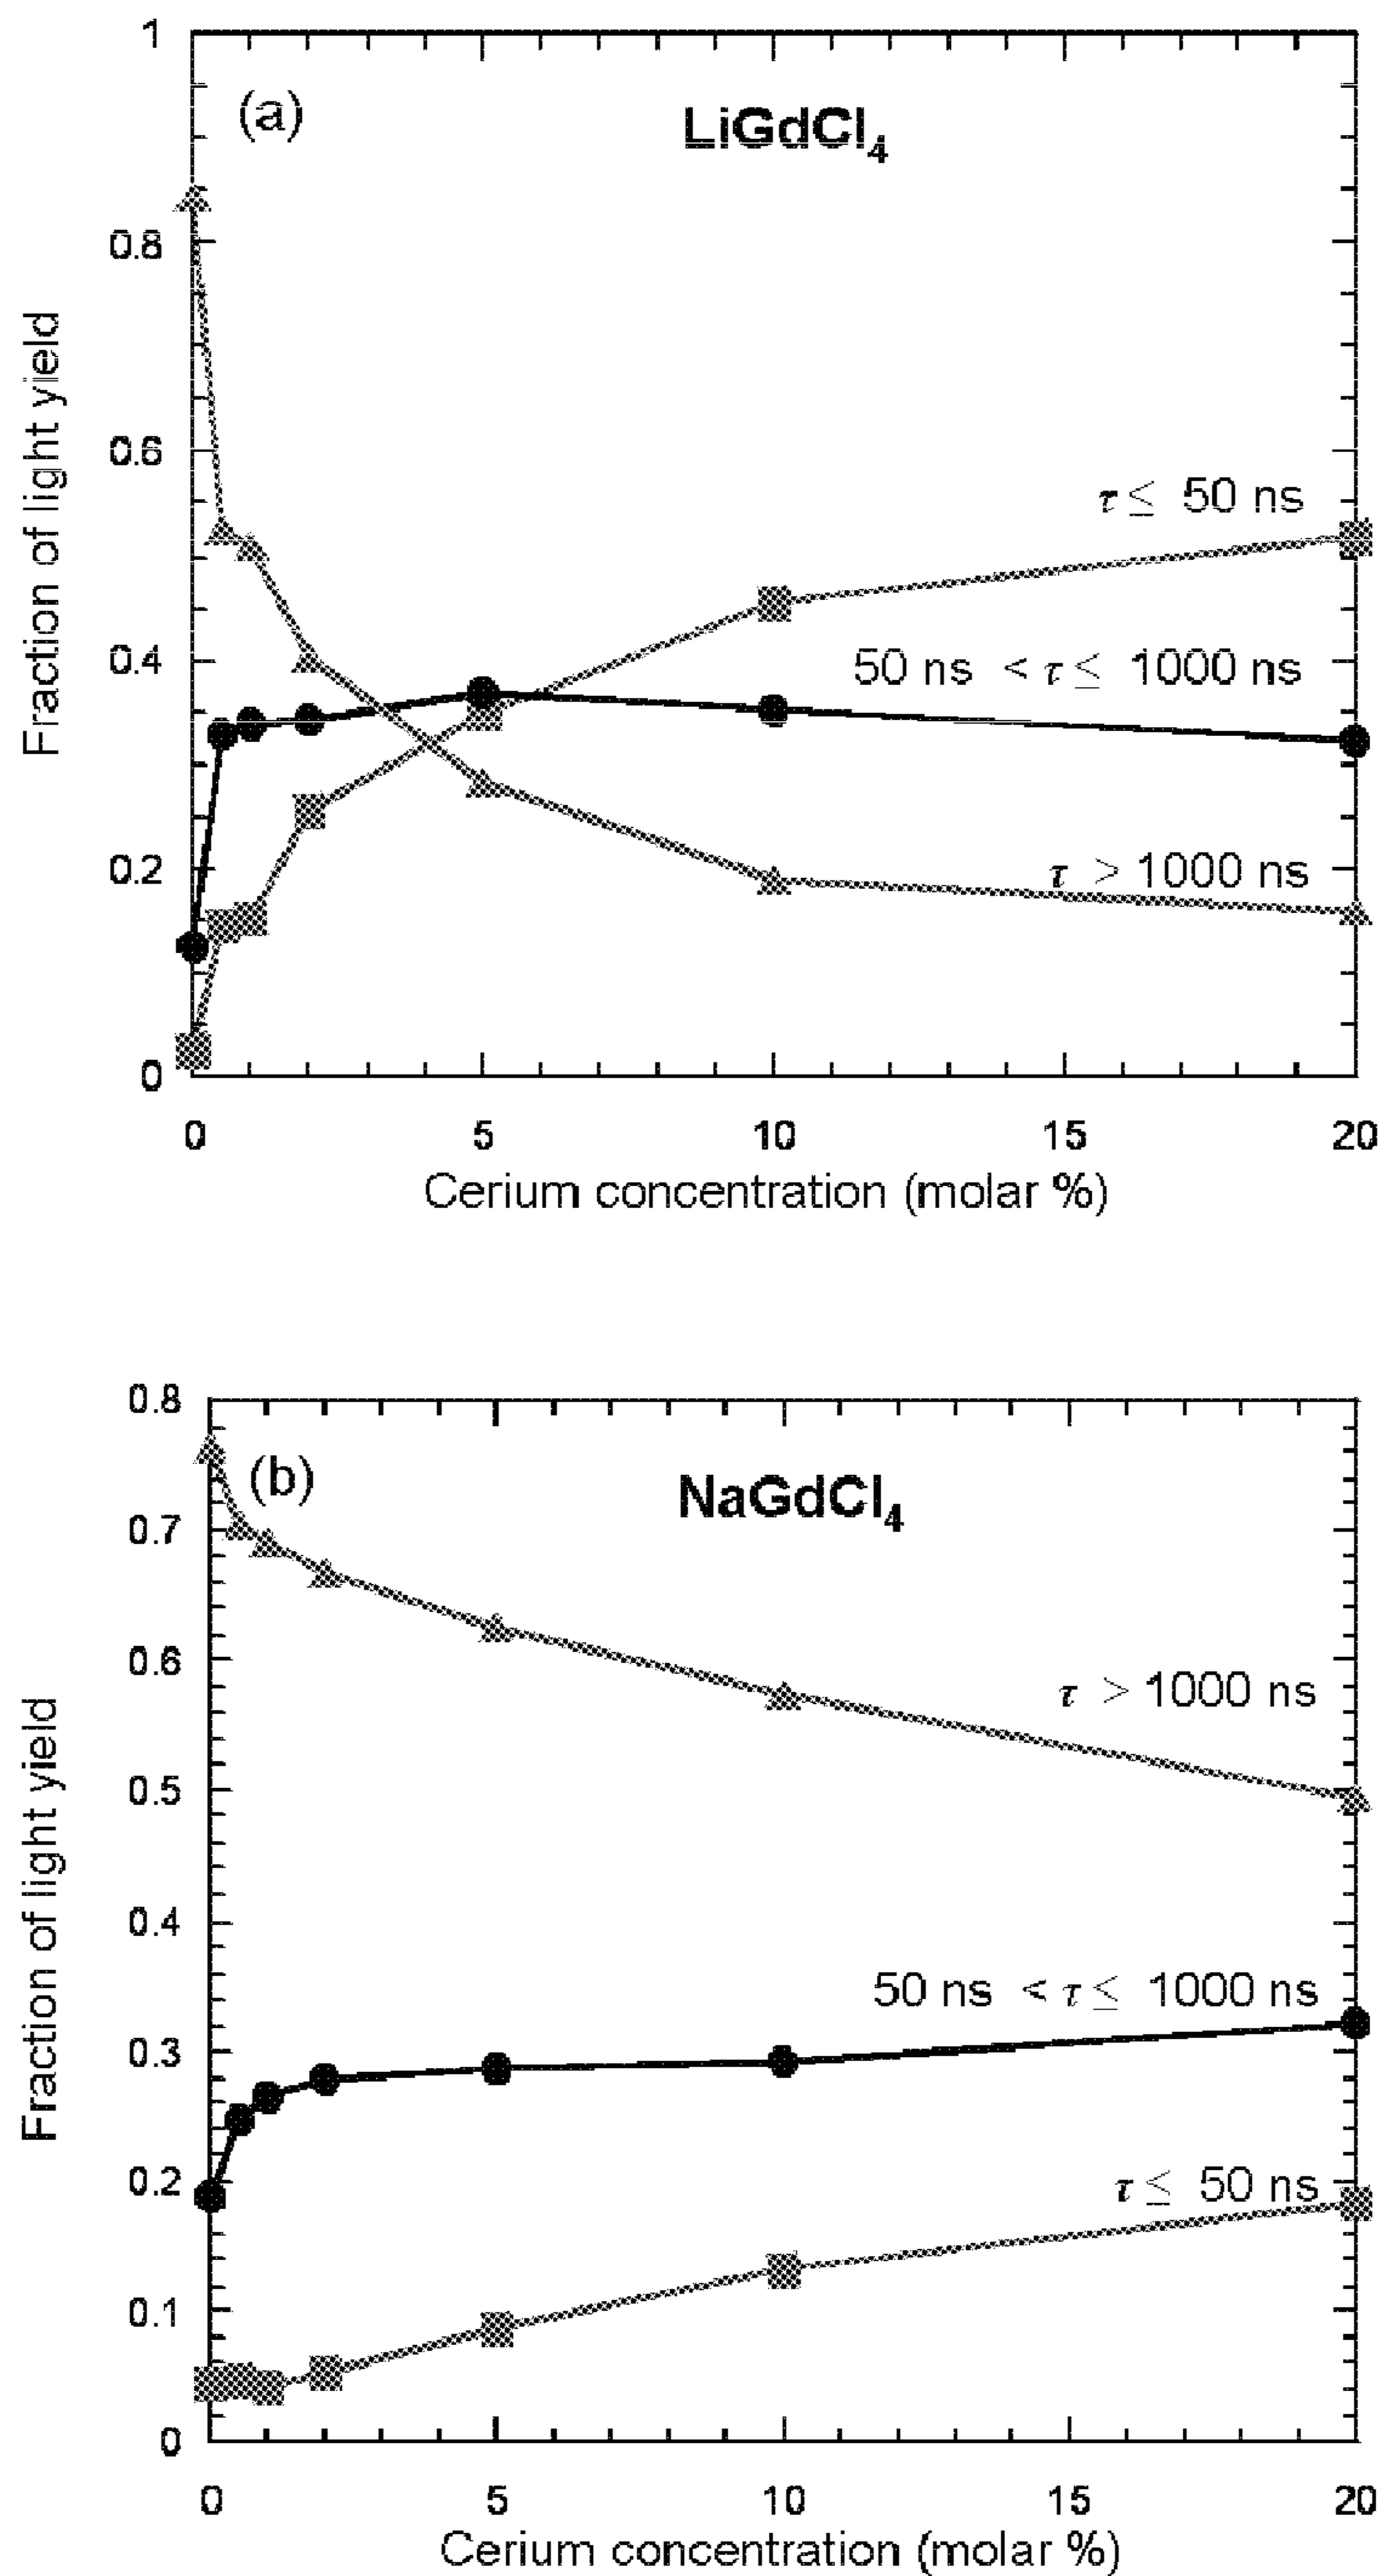 1
(a)
LiGdCl₄
0.8
0.6
τ ≤ 50 ns
0.4
50 ns < τ ≤ 1000 ns
0.2
τ > 1000 ns
0
Fraction of light yield
0 5 10 15 20
Cerium concentration (molar %)
0.8
(b)
NaGdCl₄
0.7
0.6
τ > 1000 ns
0.5
0.4
50 ns < τ ≤ 1000 ns
0.3
0.2
τ ≤ 50 ns
0.1
0
Fraction of light yield
0 5 10 15 20
Cerium concentration (molar %)